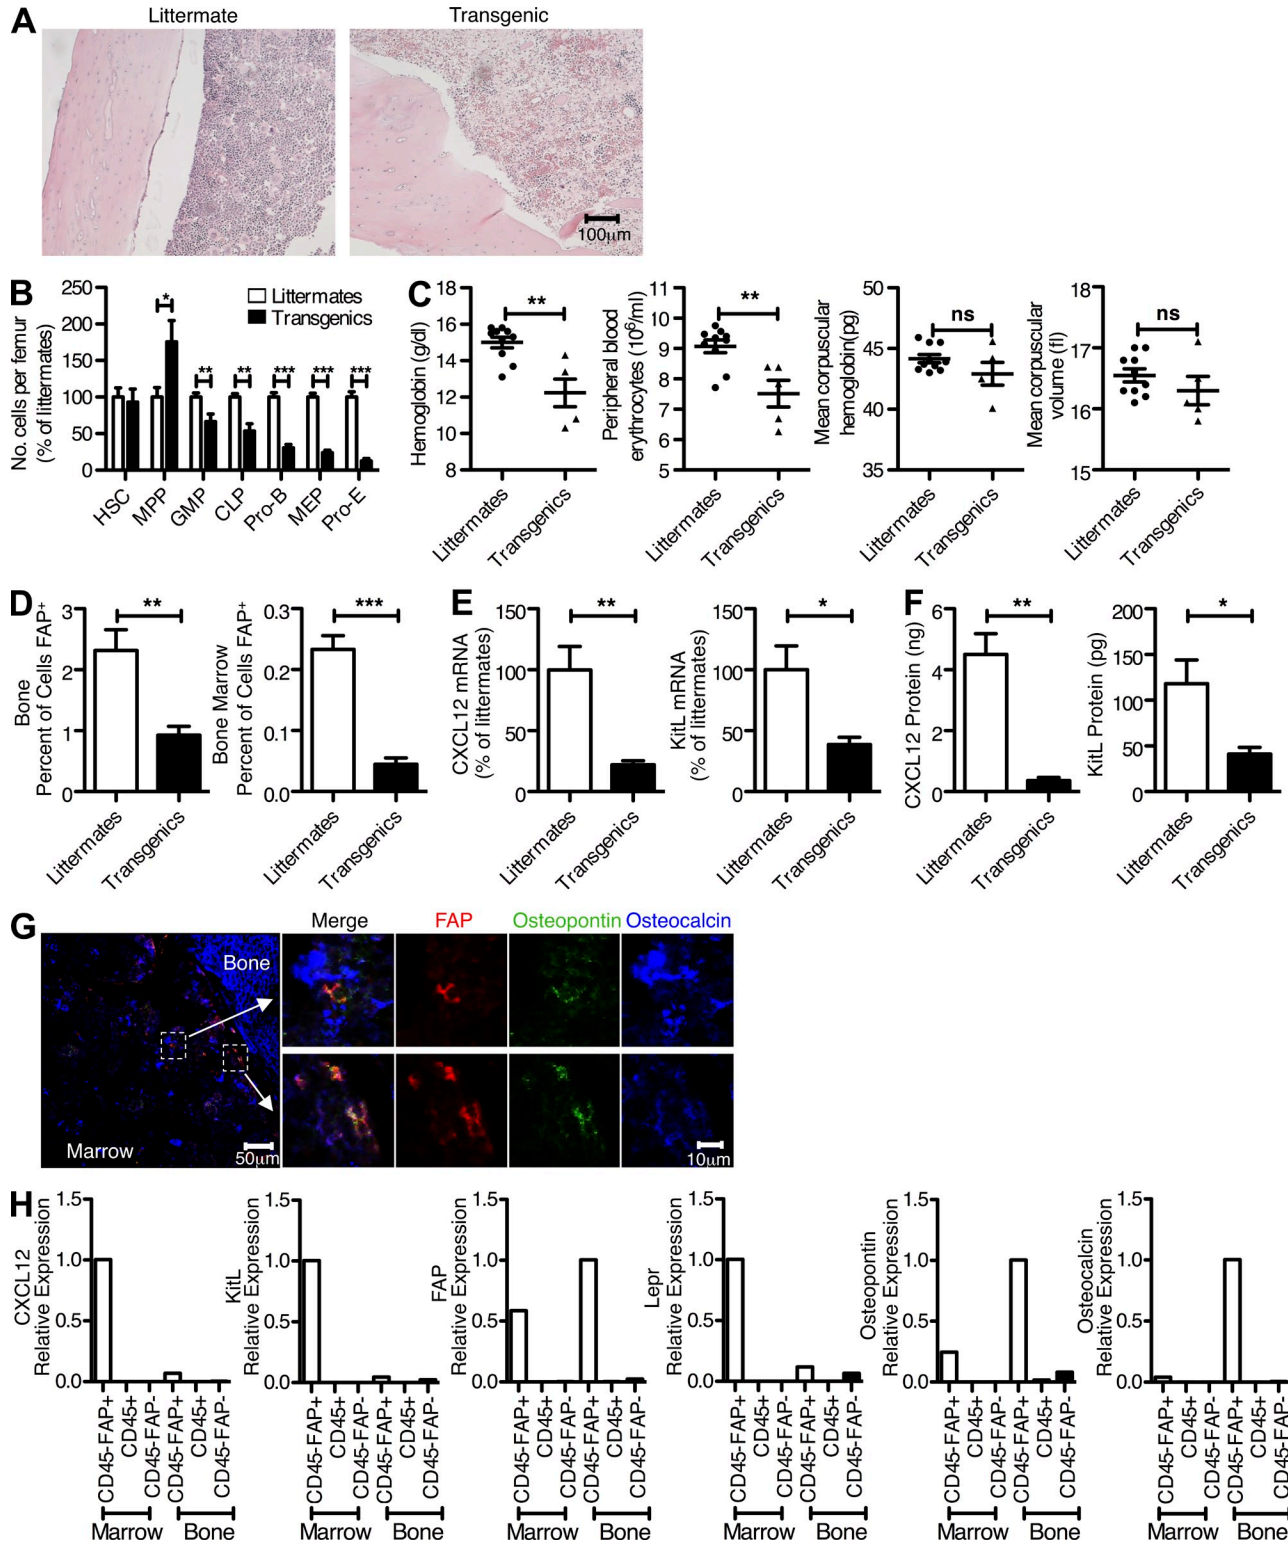 A
Littermate
Transgenic
100μm
B
No. cells per femur
(% of littermates)
250
200
150
100
50
0
Littermates
Transgenics
*
**
**
***
***
***
HSC
MPP
GMP
CLP
Pro-B
MEP
Pro-E
C
Hemoglobin (g/dl)
18
16
14
12
10
8
**
Littermates
Transgenics
Peripheral blood
erythrocytes (10⁶/ml)
11
10
9
8
7
6
5
**
Littermates
Transgenics
Mean corpuscular
hemoglobin(pg)
50
45
40
35
ns
Littermates
Transgenics
Mean corpuscular
volume (fl)
18
17
16
15
ns
Littermates
Transgenics
D
Bone
Percent of Cells FAP⁺
3
2
1
0
**
Littermates
Transgenics
Bone Marrow
Percent of Cells FAP⁺
0.3
0.2
0.1
0.0
***
Littermates
Transgenics
E
CXCL12 mRNA
(% of littermates)
150
100
50
0
**
Littermates
Transgenics
KitL mRNA
(% of littermates)
150
100
50
0
*
Littermates
Transgenics
F
CXCL12 Protein (ng)
6
4
2
0
**
Littermates
Transgenics
KitL Protein (pg)
200
150
100
50
0
*
Littermates
Transgenics
G
Merge
FAP
Osteopontin
Osteocalcin
Bone
Marrow
50μm
10μm
H
CXCL12
Relative Expression
1.5
1.0
0.5
0.0
CD45-FAP+
CD45+
CD45-FAP-
CD45-FAP+
CD45+
CD45-FAP-
Marrow
Bone
KitL
Relative Expression
1.5
1.0
0.5
0.0
CD45-FAP+
CD45+
CD45-FAP-
CD45-FAP+
CD45+
CD45-FAP-
Marrow
Bone
FAP
Relative Expression
1.5
1.0
0.5
0.0
CD45-FAP+
CD45+
CD45-FAP-
CD45-FAP+
CD45+
CD45-FAP-
Marrow
Bone
Lepr
Relative Expression
1.5
1.0
0.5
0.0
CD45-FAP+
CD45+
CD45-FAP-
CD45-FAP+
CD45+
CD45-FAP-
Marrow
Bone
Osteopontin
Relative Expression
1.5
1.0
0.5
0.0
CD45-FAP+
CD45+
CD45-FAP-
CD45-FAP+
CD45+
CD45-FAP-
Marrow
Bone
Osteocalcin
Relative Expression
1.5
1.0
0.5
0.0
CD45-FAP+
CD45+
CD45-FAP-
CD45-FAP+
CD45+
CD45-FAP-
Marrow
Bone